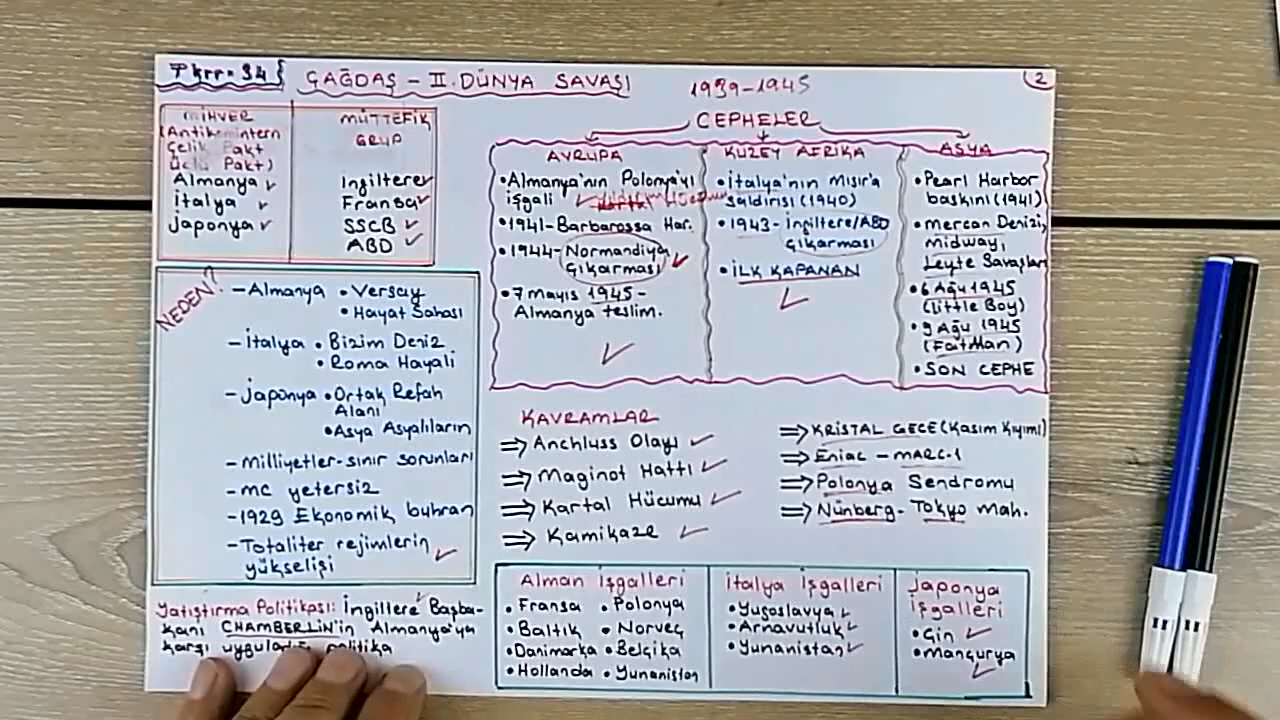 ÇAĞDAŞ - II. DÜNYA SAVAŞI 1939-1945
2
MİHVER
(Antikomintern
Çelik Pakt
Üçlü Pakt)
Almanya
İtalya
Japonya
MÜTTEFİK
GRUP
İngiltere
Fransa
SSCB
ABD
NEDEN?
- Almanya • Versay
• Hayat Sahası
- İtalya • Bizim Deniz
• Roma Hayali
- Japonya • Ortak Refah
Alanı
• Asya Asyalıların
- Milliyetler-sınır sorunları
- MC yetersiz
- 1929 Ekonomik buhran
- Totaliter rejimlerin
yükselişi
Yatıştırma Politikası: İngiltere Başba-
kanı CHAMBERLİN'in Almanya'ya
karşı uyguladığı politika
CEPHELER
AVRUPA
• Almanya'nın Polonya'yı
işgali
• 1941- Barbarossa Har.
• 1944- Normandiya
Çıkarması
• 7 Mayıs 1945 -
Almanya teslim.
KUZEY AFRİKA
• İtalya'nın Mısır'a
saldırısı (1940)
• 1943- İngiltere/ABD
Çıkarması
• İLK KAPANAN
ASYA
• Pearl Harbor
baskını (1941)
• Mercan Denizi,
Midway,
Leyte Savaşları
• 6 Ağu 1945
(Little Boy)
• 9 Ağu 1945
(FatMan)
• SON CEPHE
KAVRAMLAR
⇒ Anchluss Olayı
⇒ Maginot Hattı
⇒ Kartal Hücumu
⇒ Kamikaze
⇒ KRİSTAL GECE (Kasım Kıyımı)
⇒ Eniac - MARC-1
⇒ Polonya Sendromu
⇒ Nünberg - Tokyo mah.
Alman İşgalleri
• Fransa • Polonya
• Baltık • Norveç
• Danimarka • Belçika
• Hollanda • Yunanistan
İtalya İşgalleri
• Yugoslavya
• Arnavutluk
• Yunanistan
Japonya
İşgalleri
• Çin
• Mançurya